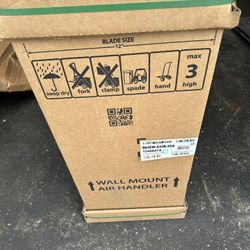 BLADE SIZE
12"
keep dry
fork
clamp
spade
hand
max
3
high
WALL MOUNT
AIR HANDLER